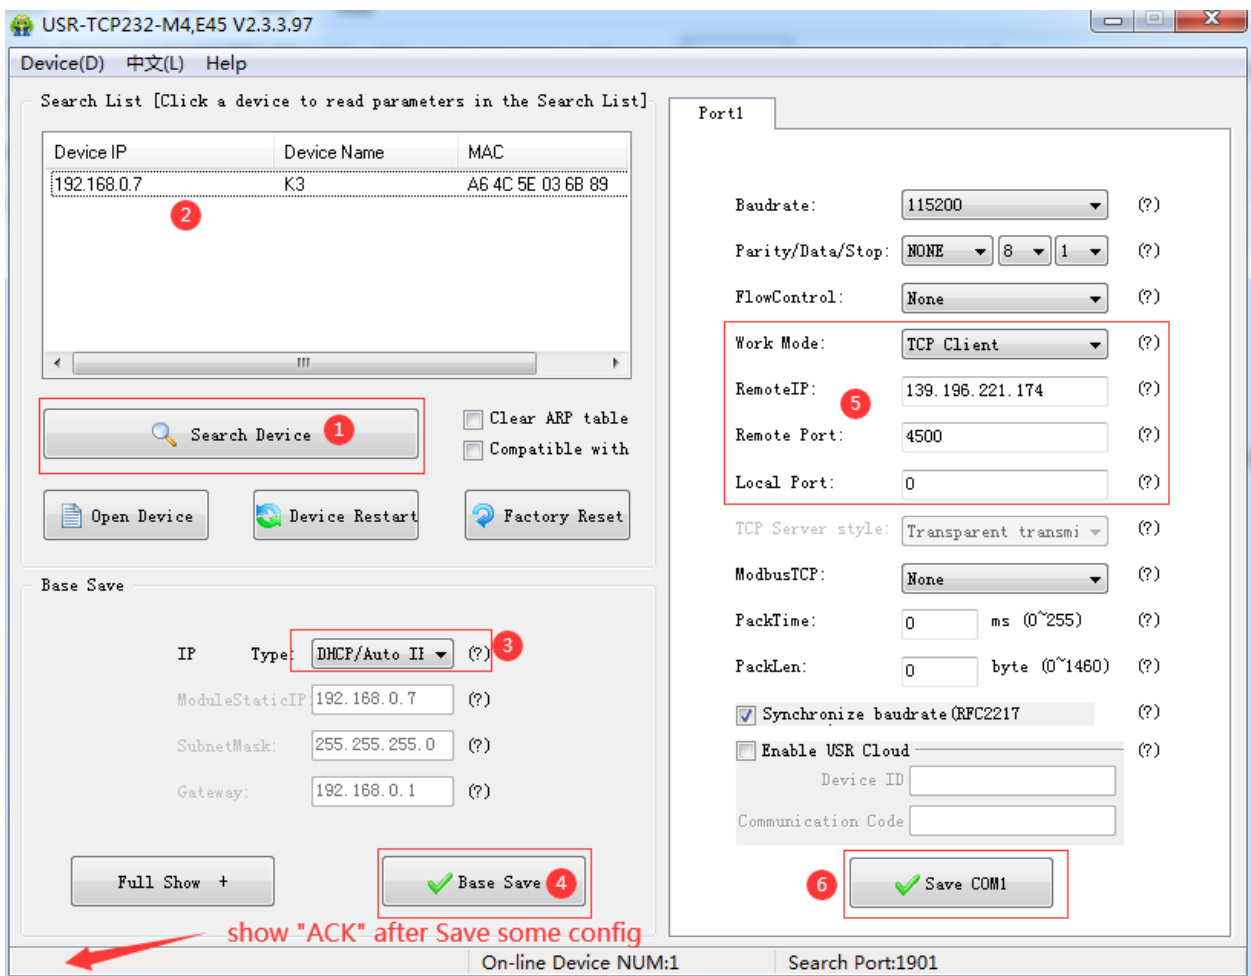 USR-TCP232-M4,E45 V2.3.3.97
Device(D) 中文(L) Help
Search List [Click a device to read parameters in the Search List]
Device IP Device Name MAC
192.168.0.7 K3 A6 4C 5E 03 6B 89
2
Search Device 1
Clear ARP table
Compatible with
Open Device Device Restart Factory Reset
Base Save
IP Type: DHCP/Auto II (?) 3
ModuleStaticIP: 192.168.0.7 (?)
SubnetMask: 255.255.255.0 (?)
Gateway: 192.168.0.1 (?)
Full Show + Base Save 4
show "ACK" after Save some config
Port1
Baudrate: 115200 (?)
Parity/Data/Stop: NONE 8 1 (?)
FlowControl: None (?)
Work Mode: TCP Client (?)
RemoteIP: 139.196.221.174 (?)
5
Remote Port: 4500 (?)
Local Port: 0 (?)
TCP Server style: Transparent transmi (?)
ModbusTCP: None (?)
PackTime: 0 ms (0~255) (?)
PackLen: 0 byte (0~1460) (?)
Synchronize baudrate(RFC2217 (?)
Enable USR Cloud (?)
Device ID
Communication Code
6 Save COM1
On-line Device NUM:1 Search Port:1901